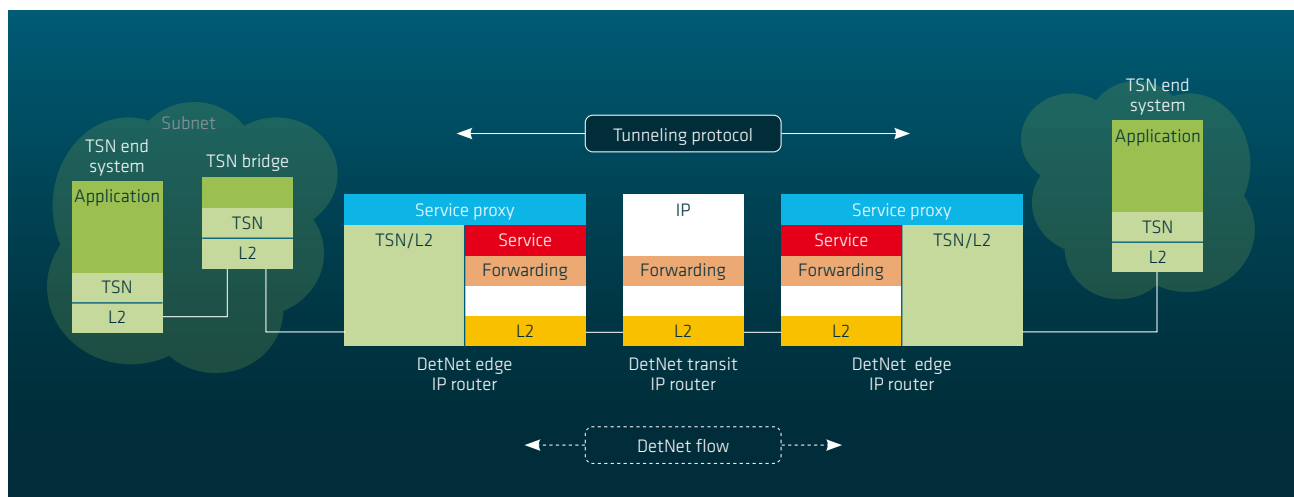 Subnet
TSN end
system
Application
TSN
L2
TSN bridge
TSN
L2
Tunneling protocol
Service proxy
TSN/L2
Service
Forwarding
L2
DetNet edge
IP router
IP
Forwarding
L2
DetNet transit
IP router
Service proxy
Service
TSN/L2
Forwarding
L2
DetNet edge
IP router
TSN end
system
Application
TSN
L2
DetNet flow